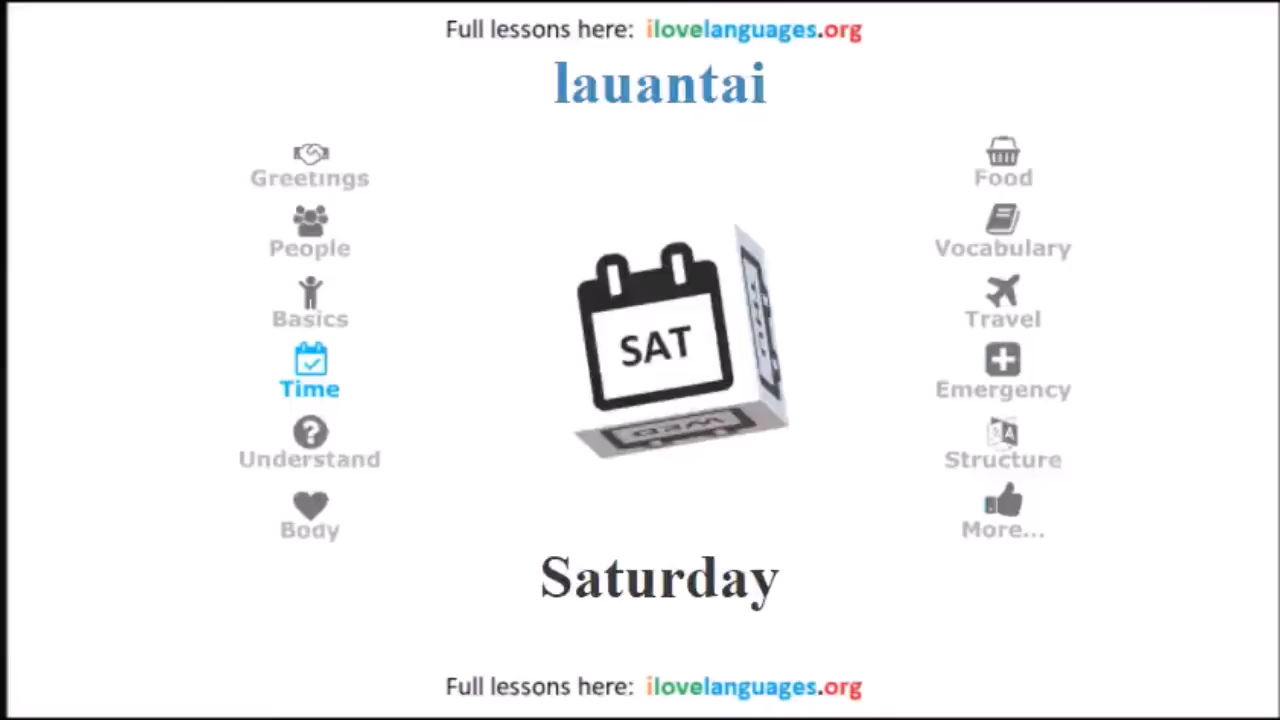 Full lessons here: ilovelanguages.org
lauantai
Greetings
People
Basics
Time
Understand
Body
SAT
WED
Food
Vocabulary
Travel
Emergency
Structure
More...
Saturday
Full lessons here: ilovelanguages.org